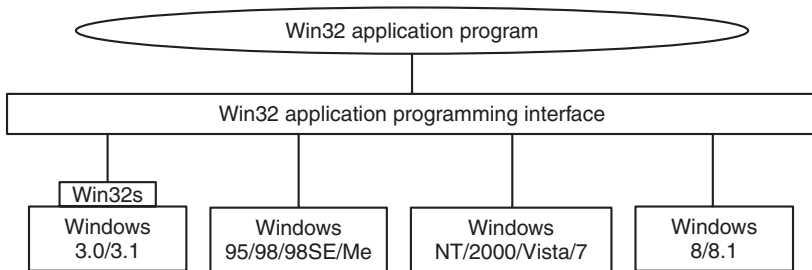 Win32 application program
Win32 application programming interface
Win32s
Windows
3.0/3.1
Windows
95/98/98SE/Me
Windows
NT/2000/Vista/7
Windows
8/8.1